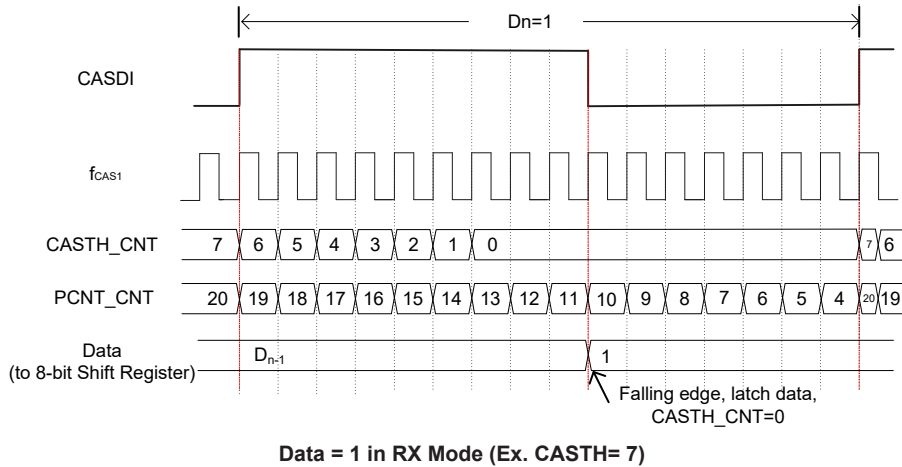 Dn=1
CASDI
fCAS1
CASTH_CNT 7 6 5 4 3 2 1 0 7 6
PCNT_CNT 20 19 18 17 16 15 14 13 12 11 10 9 8 7 6 5 4 20 19
Data Dn-1 1
(to 8-bit Shift Register)
Falling edge, latch data,
CASTH_CNT=0
Data = 1 in RX Mode (Ex. CASTH= 7)